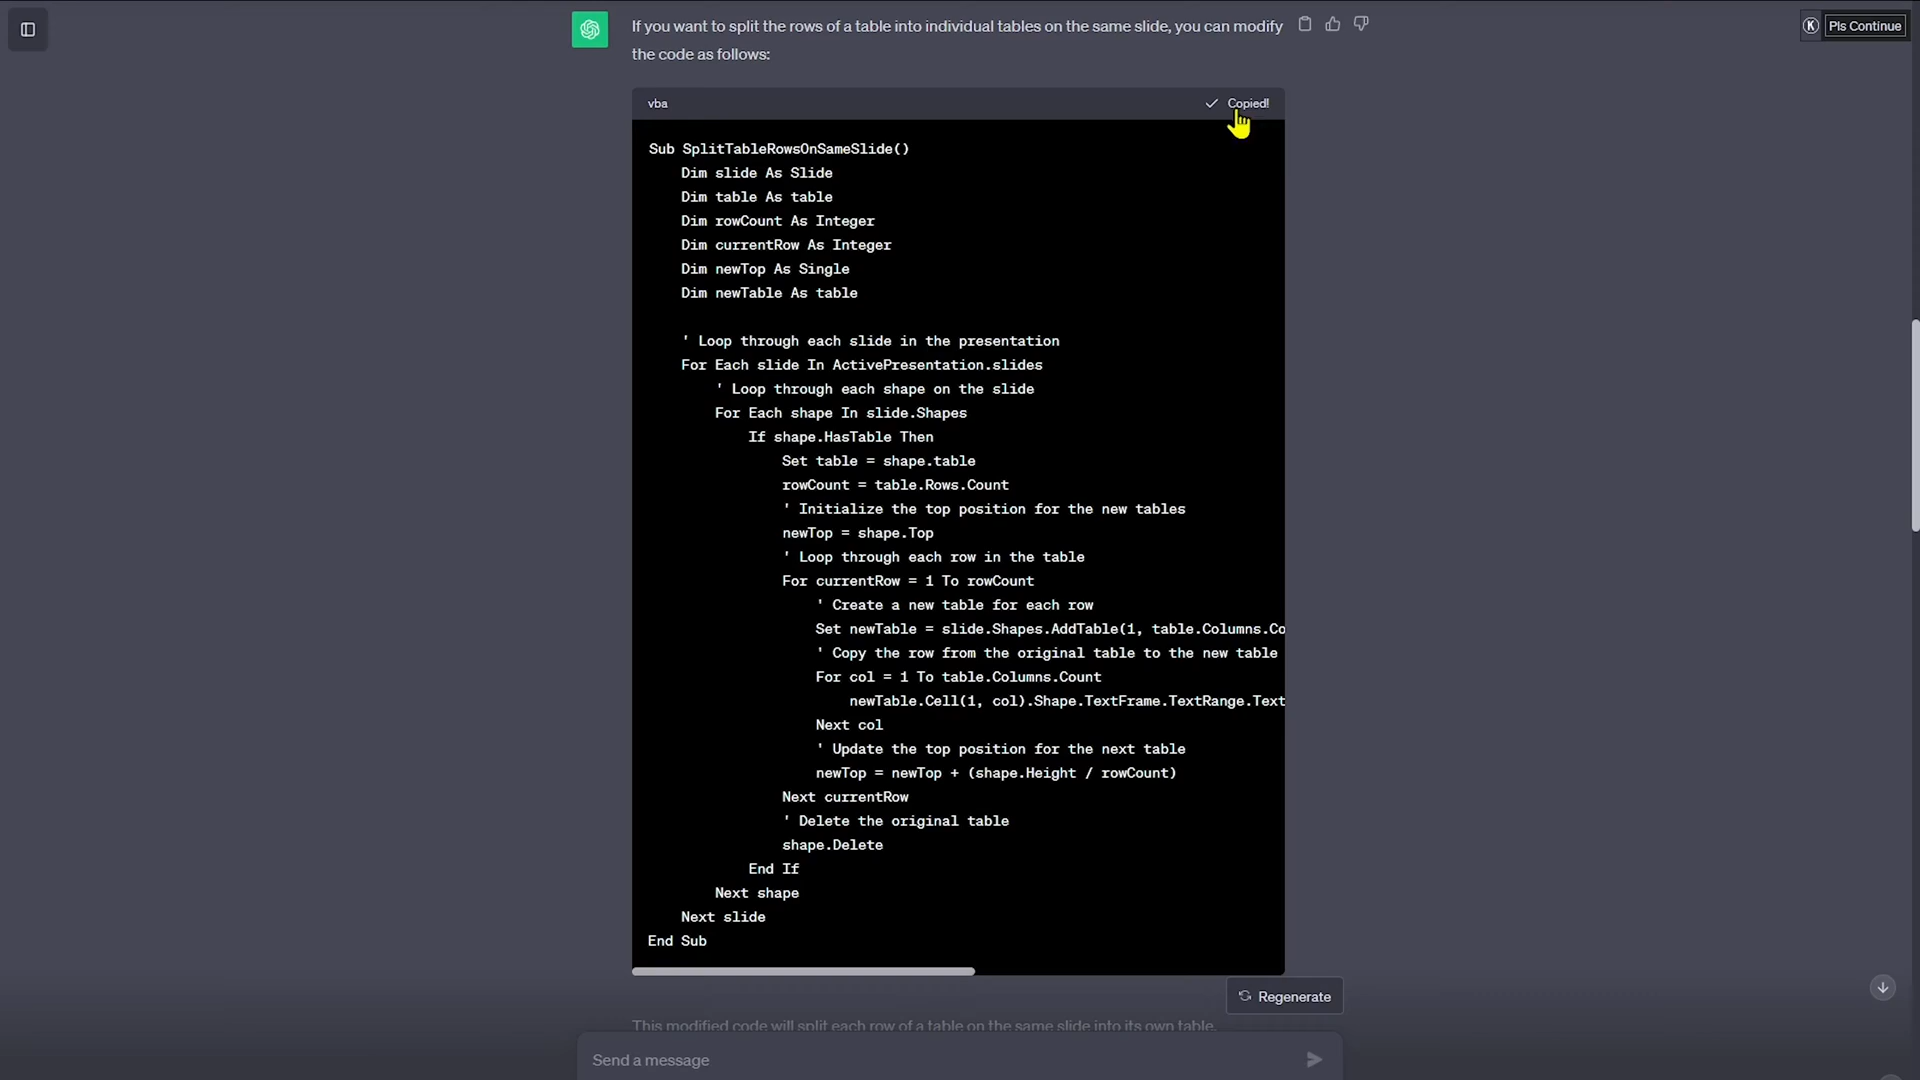 If you want to split the rows of a table into individual tables on the same slide, you can modify
the code as follows:
K Pls Continue
vba
Copied!
Sub SplitTableRowsOnSameSlide()
    Dim slide As Slide
    Dim table As table
    Dim rowCount As Integer
    Dim currentRow As Integer
    Dim newTop As Single
    Dim newTable As table
    ' Loop through each slide in the presentation
    For Each slide In ActivePresentation.slides
        ' Loop through each shape on the slide
        For Each shape In slide.Shapes
            If shape.HasTable Then
                Set table = shape.table
                rowCount = table.Rows.Count
                ' Initialize the top position for the new tables
                newTop = shape.Top
                ' Loop through each row in the table
                For currentRow = 1 To rowCount
                    ' Create a new table for each row
                    Set newTable = slide.Shapes.AddTable(1, table.Columns.Co
                    ' Copy the row from the original table to the new table
                    For col = 1 To table.Columns.Count
                        newTable.Cell(1, col).Shape.TextFrame.TextRange.Text
                    Next col
                    ' Update the top position for the next table
                    newTop = newTop + (shape.Height / rowCount)
                Next currentRow
                ' Delete the original table
                shape.Delete
            End If
        Next shape
    Next slide
End Sub
Regenerate
This modified code will split each row of a table on the same slide into its own table.
Send a message